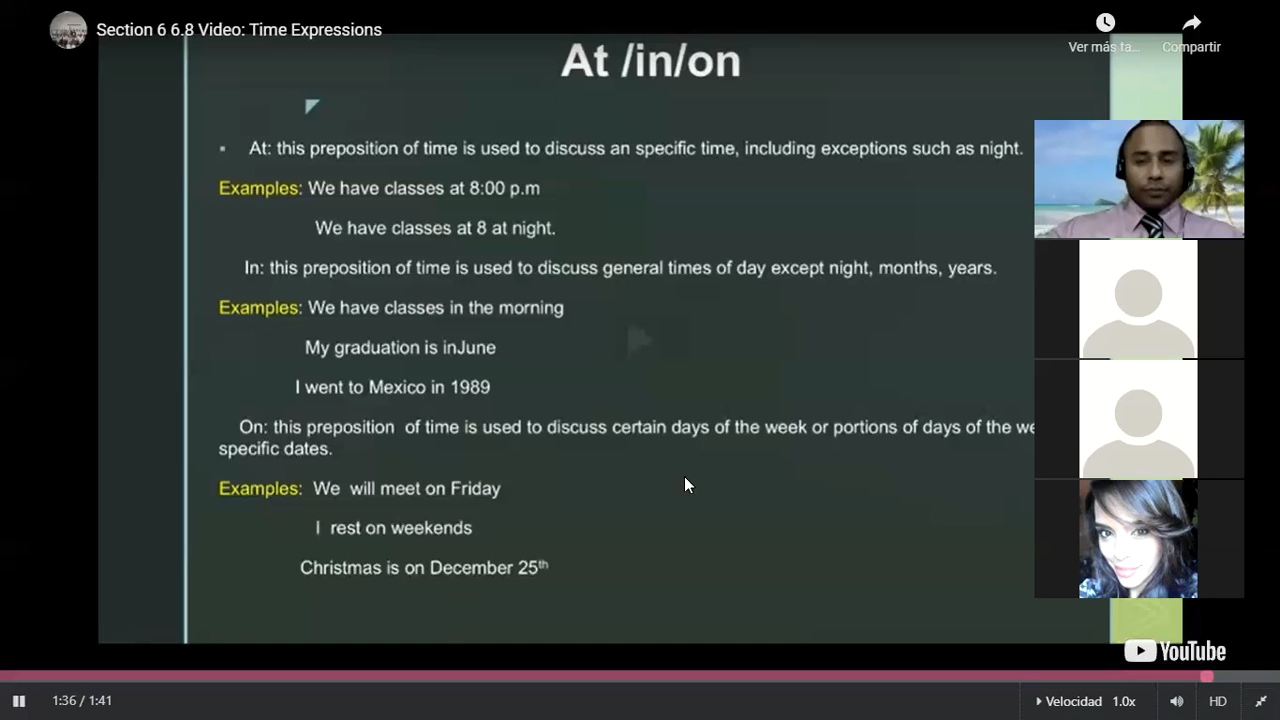 Section 6 6.8 Video: Time Expressions
Ver más ta...
Compartir
At /in/on
At: this preposition of time is used to discuss an specific time, including exceptions such as night.
Examples: We have classes at 8:00 p.m
We have classes at 8 at night.
In: this preposition of time is used to discuss general times of day except night, months, years.
Examples: We have classes in the morning
My graduation is inJune
I went to Mexico in 1989
On: this preposition of time is used to discuss certain days of the week or portions of days of the we
specific dates.
Examples: We will meet on Friday
I rest on weekends
Christmas is on December 25th
YouTube
1:36 / 1:41
Velocidad 1.0x
HD